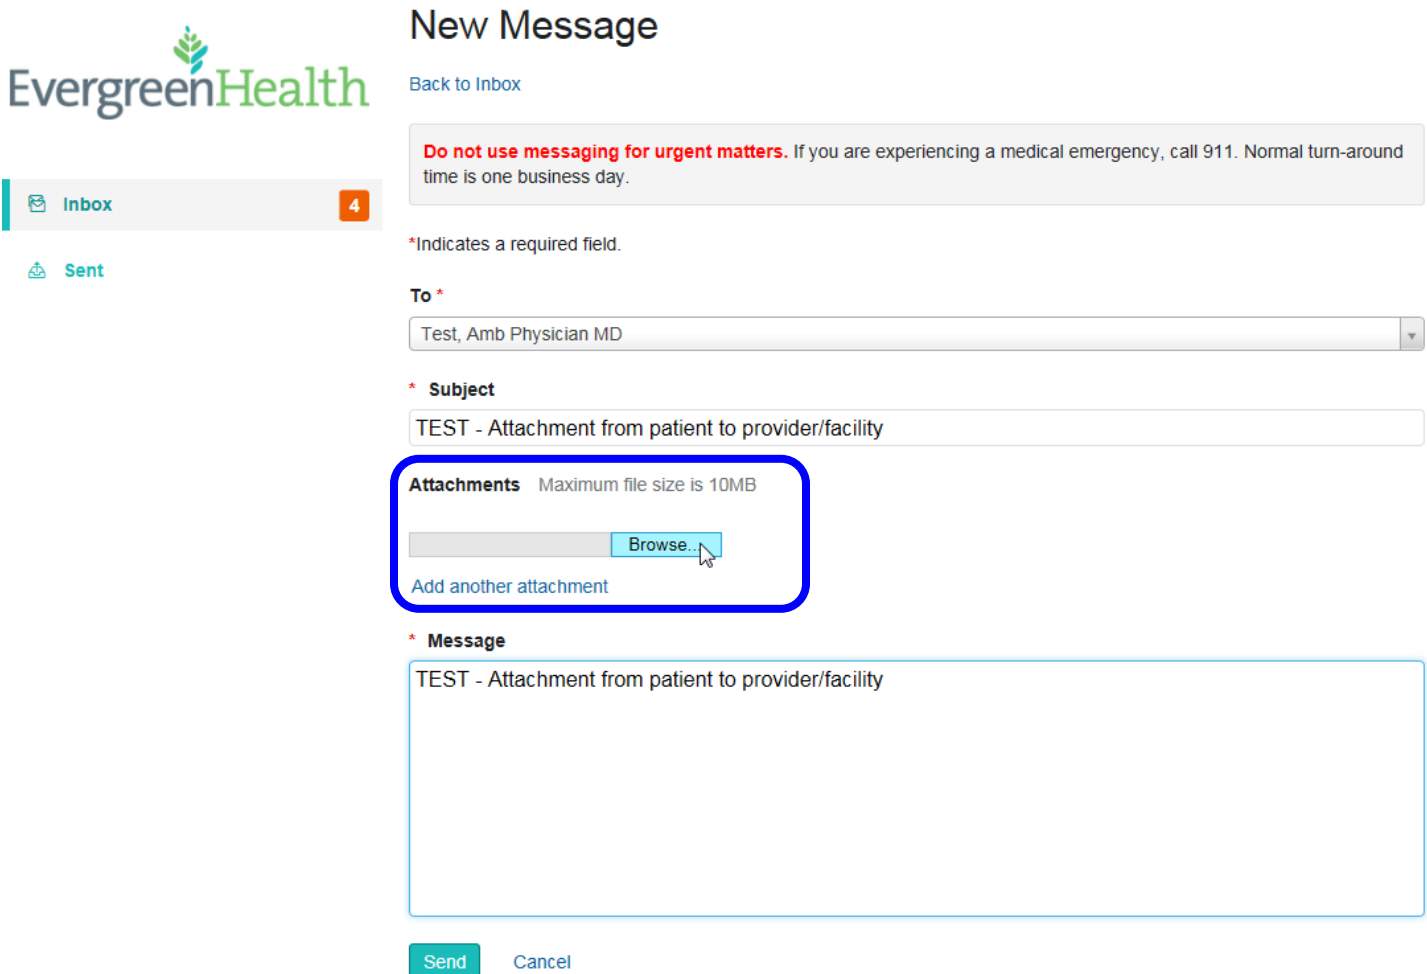 New Message
EvergreenHealth
Back to Inbox
Do not use messaging for urgent matters. If you are experiencing a medical emergency, call 911. Normal turn-around
time is one business day.
Inbox 4
*Indicates a required field.
Sent
To *
Test, Amb Physician MD
* Subject
TEST - Attachment from patient to provider/facility
Attachments Maximum file size is 10MB
Browse...
Add another attachment
* Message
TEST - Attachment from patient to provider/facility
Send Cancel